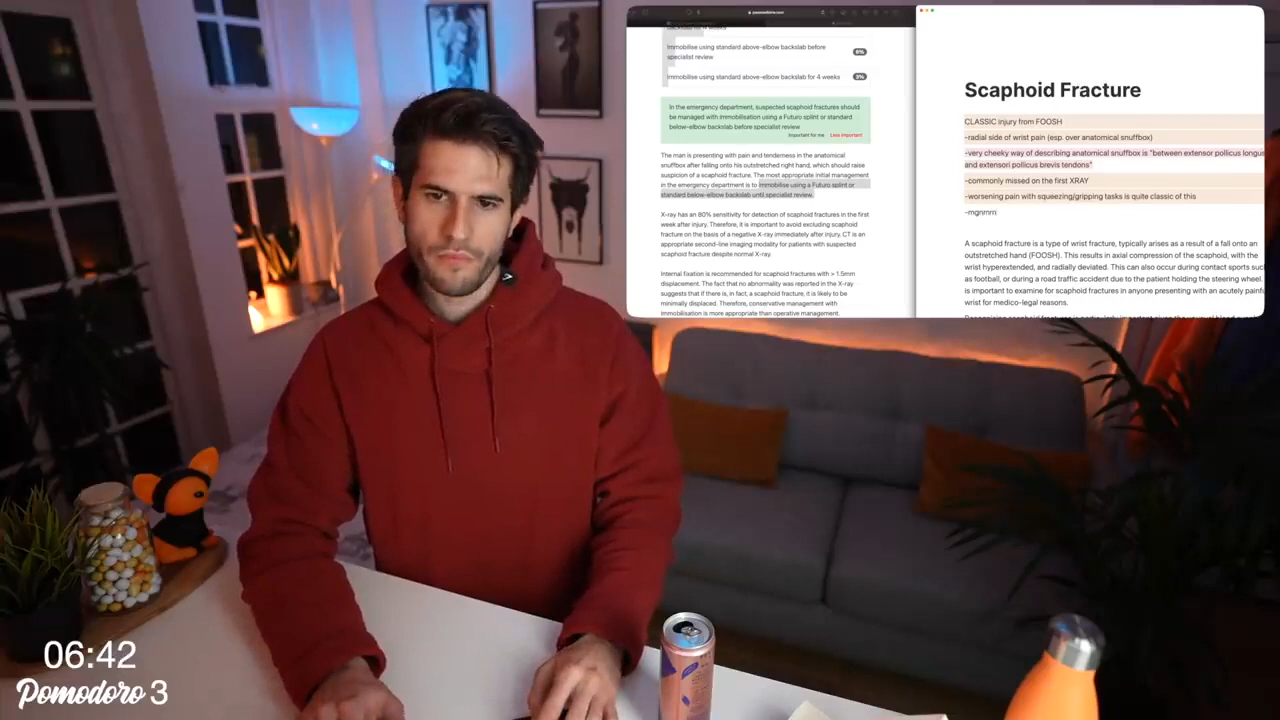 Immobilise using standard above-elbow backslab before
specialist review
6%
Immobilise using standard above-elbow backslab for 4 weeks
3%
In the emergency department, suspected scaphoid fractures should
be managed with immobilisation using a Futuro splint or standard
below-elbow backslab before specialist review
Important for me Less important
The man is presenting with pain and tenderness in the anatomical
snuffbox after falling onto his outstretched right hand, which should raise
suspicion of a scaphoid fracture. The most appropriate initial management
in the emergency department is to immobilise using a Futuro splint or
standard below-elbow backslab until specialist review.
X-ray has an 80% sensitivity for detection of scaphoid fractures in the first
week after injury. Therefore, it is important to avoid excluding scaphoid
fracture on the basis of a negative X-ray immediately after injury. CT is an
appropriate second-line imaging modality for patients with suspected
scaphoid fracture despite normal X-ray.
Internal fixation is recommended for scaphoid fractures with > 1.5mm
displacement. The fact that no abnormality was reported in the X-ray
suggests that if there is, in fact, a scaphoid fracture, it is likely to be
minimally displaced. Therefore, conservative management with
immobilisation is more appropriate than operative management.
Scaphoid Fracture
CLASSIC injury from FOOSH
-radial side of wrist pain (esp. over anatomical snuffbox)
-very cheeky way of describing anatomical snuffbox is "between extensor pollicus longus
and extensori pollicus brevis tendons"
-commonly missed on the first XRAY
-worsening pain with squeezing/gripping tasks is quite classic of this
-mgnmrn
A scaphoid fracture is a type of wrist fracture, typically arises as a result of a fall onto an
outstretched hand (FOOSH). This results in axial compression of the scaphoid, with the
wrist hyperextended, and radially deviated. This can also occur during contact sports such
as football, or during a road traffic accident due to the patient holding the steering wheel.
is important to examine for scaphoid fractures in anyone presenting with an acutely painfu
wrist for medico-legal reasons.
06:42
Pomodoro 3